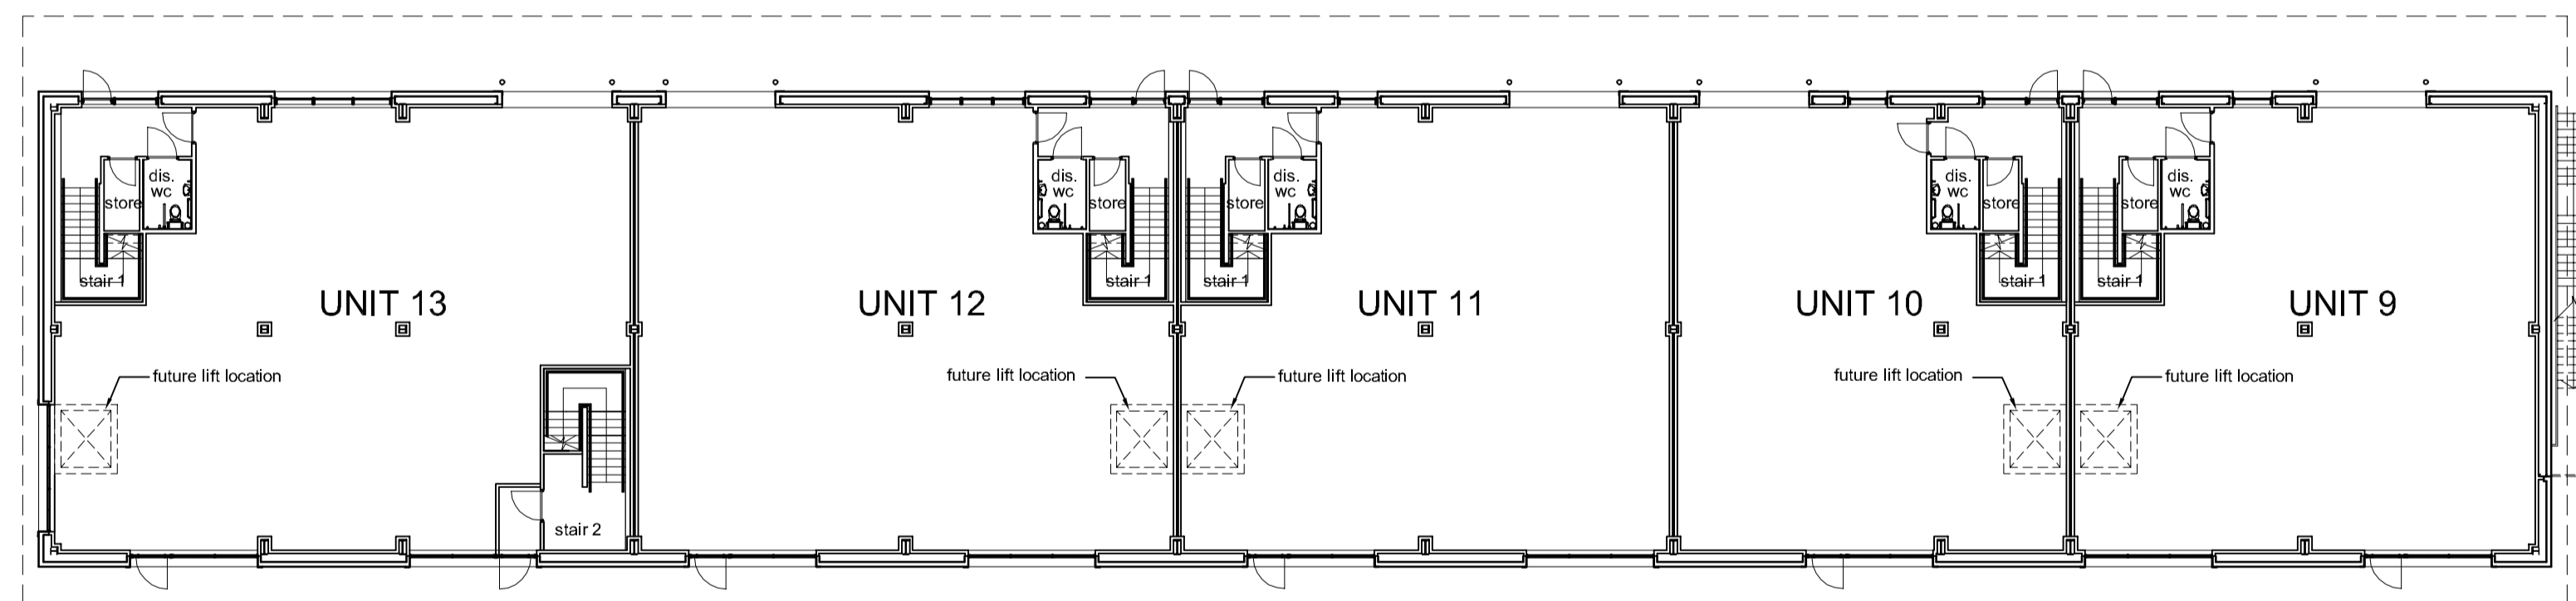 dis.
wc
store
stair 1
UNIT 13
future lift location
stair 2
dis.
wc
store
stair 1
UNIT 12
future lift location
dis.
wc
store
stair 1
UNIT 11
future lift location
dis.
wc
store
stair 1
UNIT 10
future lift location
dis.
wc
store
stair 1
UNIT 9
future lift location